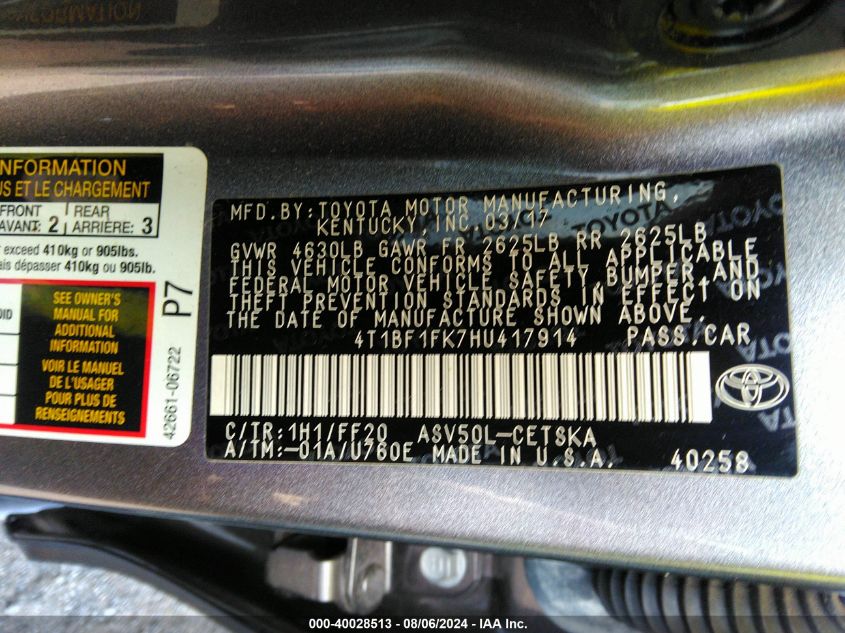 INFORMATION
US ET LE CHARGEMENT
FRONT
AVANT: 2
REAR
ARRIÈRE: 3
exceed 410kg or 905lbs.
ais dépasser 410kg ou 905lb.
SEE OWNER'S
MANUAL FOR
ADDITIONAL
INFORMATION
VOIR LE MANUEL
DE L'USAGER
POUR PLUS DE
RENSEIGNEMENTS
P7
42661-06722
MFD.BY:TOYOTA MOTOR MANUFACTURING,
KENTUCKY, INC. 03/17
GVWR 4630LB GAWR FR 2625LB RR 2625LB
THIS VEHICLE CONFORMS TO ALL APPLICABLE
FEDERAL MOTOR VEHICLE SAFETY,BUMPER,AND
THEFT PREVENTION STANDARDS IN EFFECT ON
THE DATE OF MANUFACTURE SHOWN ABOVE.
4T1BF1FK7HU417914 PASS.CAR
C/TR:1H1/FF20 ASV50L-CETSKA
A/TM:-01A/U760E MADE IN U.S.A. 40258
000-40028513 - 08/06/2024 - IAA Inc.